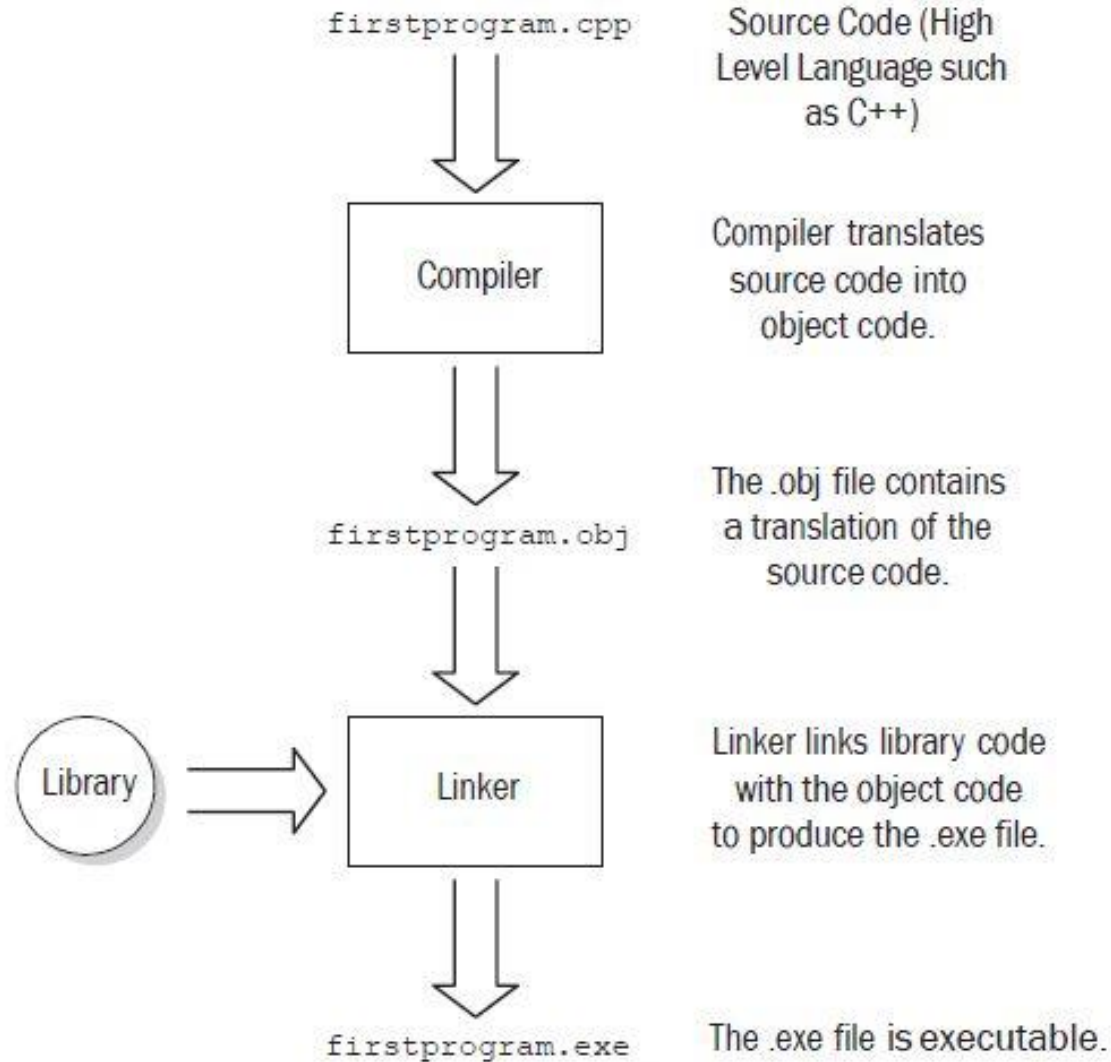 firstprogram.cpp
Source Code (High
Level Language such
as C++)
Compiler
Compiler translates
source code into
object code.
firstprogram.obj
The .obj file contains
a translation of the
source code.
Library
Linker
Linker links library code
with the object code
to produce the .exe file.
firstprogram.exe
The .exe file is executable.